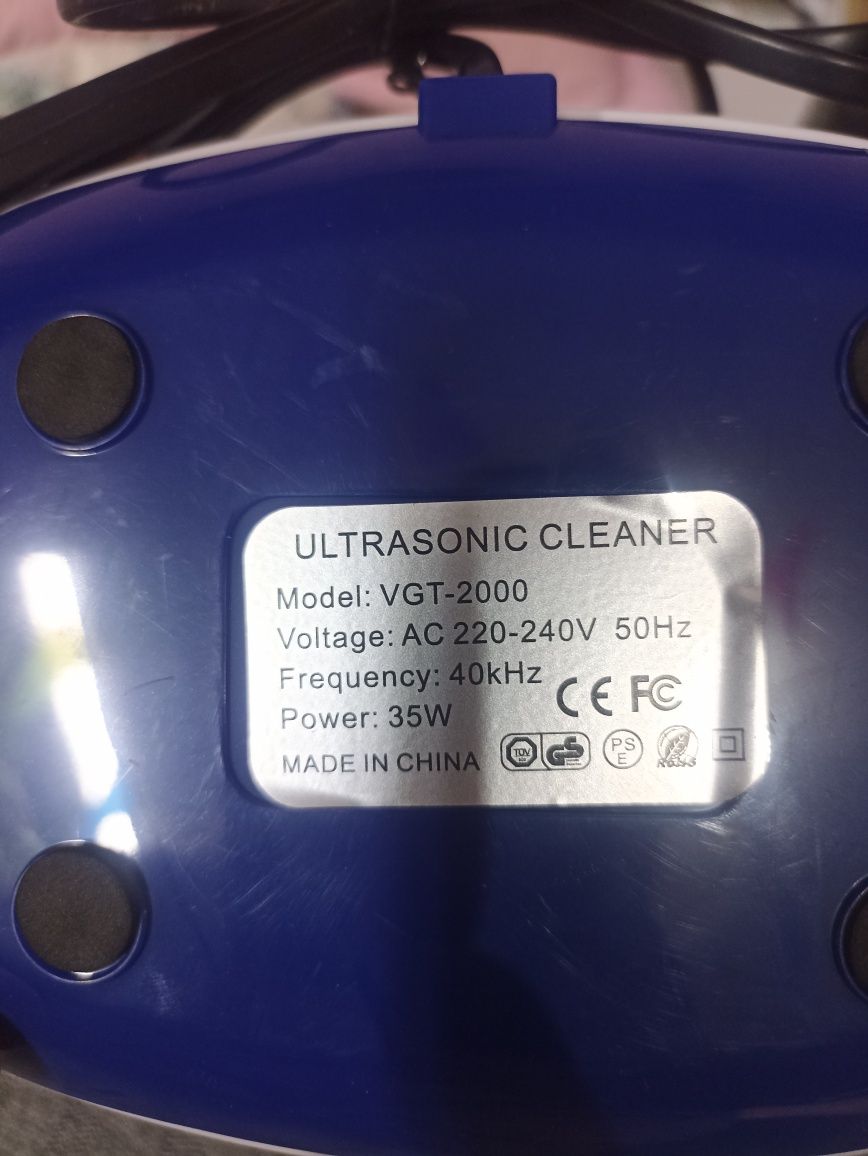 ULTRASONIC CLEANER
Model: VGT-2000
Voltage: AC 220-240V 50Hz
Frequency: 40kHz
Power: 35W
CE FC
MADE IN CHINA
TUV GS PS E RoHS